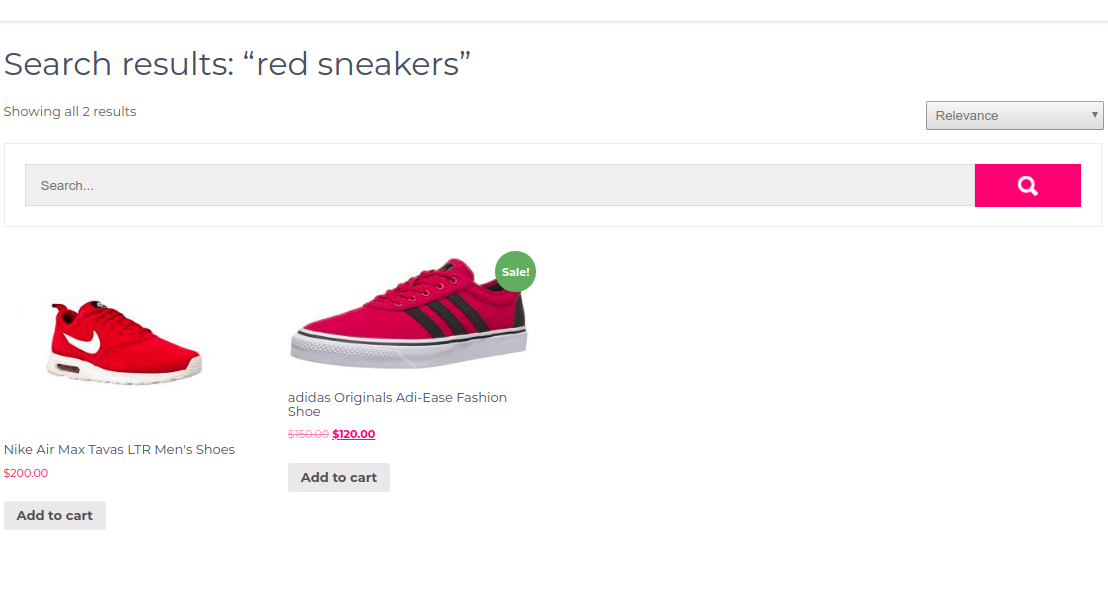 Search results: “red sneakers”
Showing all 2 results
Relevance
Search...
Sale!
Nike Air Max Tavas LTR Men's Shoes
$200.00
Add to cart
adidas Originals Adi-Ease Fashion
Shoe
$150.00 $120.00
Add to cart